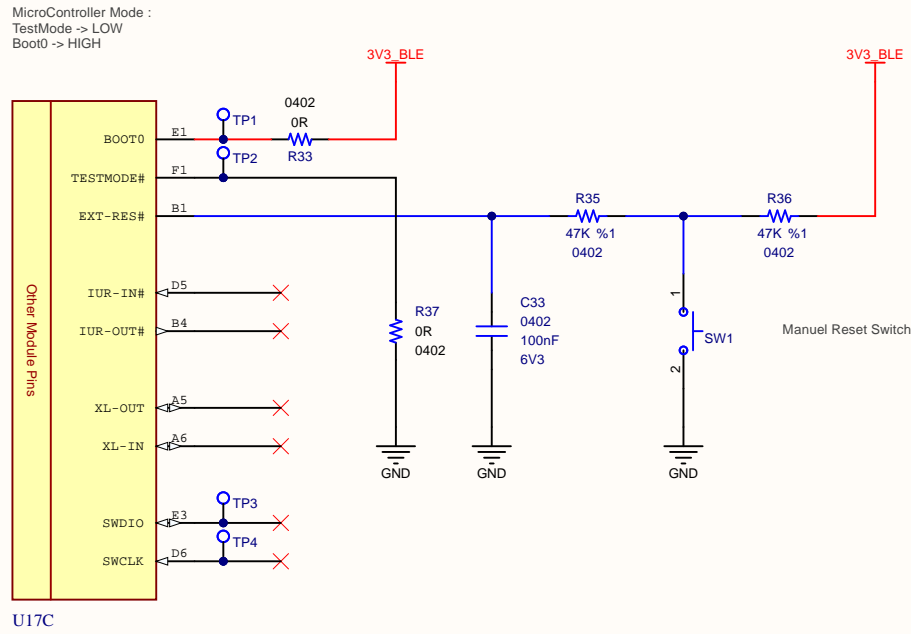 MicroController Mode :
TestMode -> LOW
Boot0 -> HIGH
3V3_BLE
3V3_BLE
0402
0R
R33
TP1
TP2
BOOT0
E1
TESTMODE#
F1
EXT-RES#
B1
R35
47K %1
0402
R36
47K %1
0402
IUR-IN#
D5
IUR-OUT#
B4
Other Module Pins
R37
0R
0402
C33
0402
100nF
6V3
1
SW1
2
Manuel Reset Switch
XL-OUT
A5
XL-IN
A6
GND
GND
GND
TP3
SWDIO
E3
TP4
SWCLK
D6
U17C